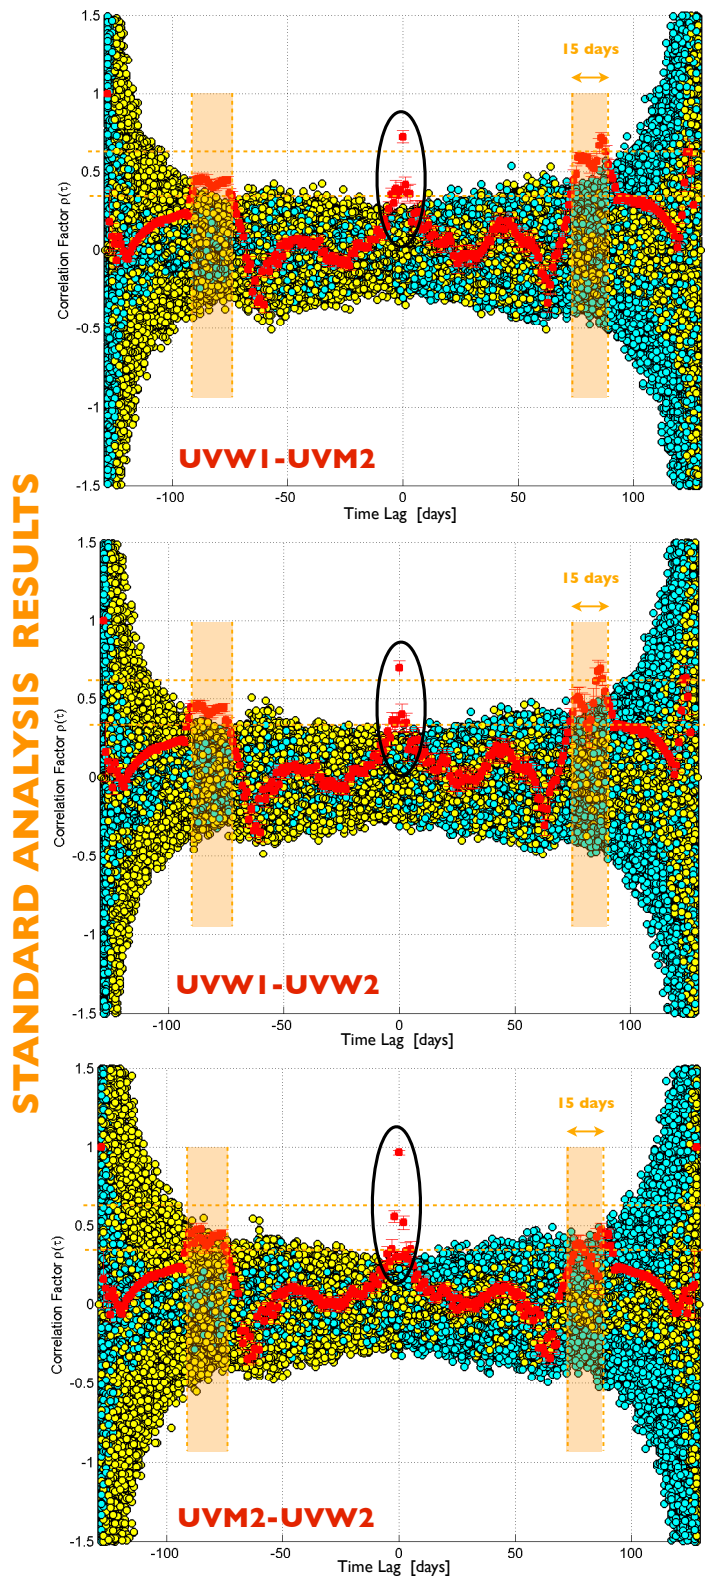 STANDARD ANALYSIS RESULTS
1.5
1
0.5
0
-0.5
-1
-1.5
Correlation Factor ρ(τ)
15 days
UVW1-UVM2
-100
-50
0
50
100
Time Lag [days]
1.5
1
0.5
0
-0.5
-1
-1.5
Correlation Factor ρ(τ)
15 days
UVW1-UVW2
-100
-50
0
50
100
Time Lag [days]
1.5
1
0.5
0
-0.5
-1
-1.5
Correlation Factor ρ(τ)
15 days
UVM2-UVW2
-100
-50
0
50
100
Time Lag [days]